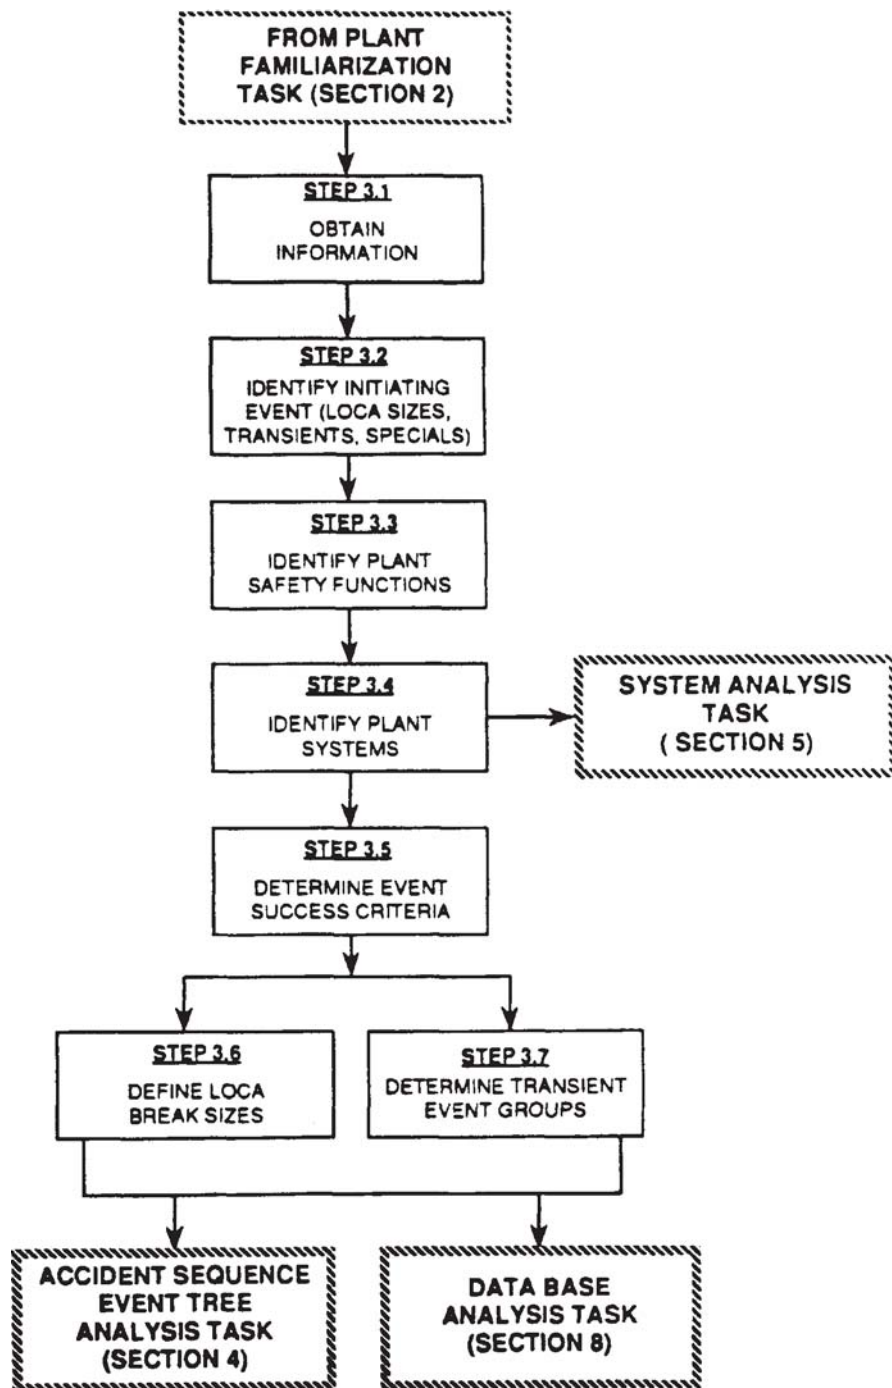 FROM PLANT
FAMILIARIZATION
TASK (SECTION 2)
STEP 3.1
OBTAIN
INFORMATION
STEP 3.2
IDENTIFY INITIATING
EVENT (LOCA SIZES,
TRANSIENTS, SPECIALS)
STEP 3.3
IDENTIFY PLANT
SAFETY FUNCTIONS
STEP 3.4
IDENTIFY PLANT
SYSTEMS
SYSTEM ANALYSIS
TASK
( SECTION 5)
STEP 3.5
DETERMINE EVENT
SUCCESS CRITERIA
STEP 3.6
DEFINE LOCA
BREAK SIZES
STEP 3.7
DETERMINE TRANSIENT
EVENT GROUPS
ACCIDENT SEQUENCE
EVENT TREE
ANALYSIS TASK
(SECTION 4)
DATA BASE
ANALYSIS TASK
(SECTION 8)